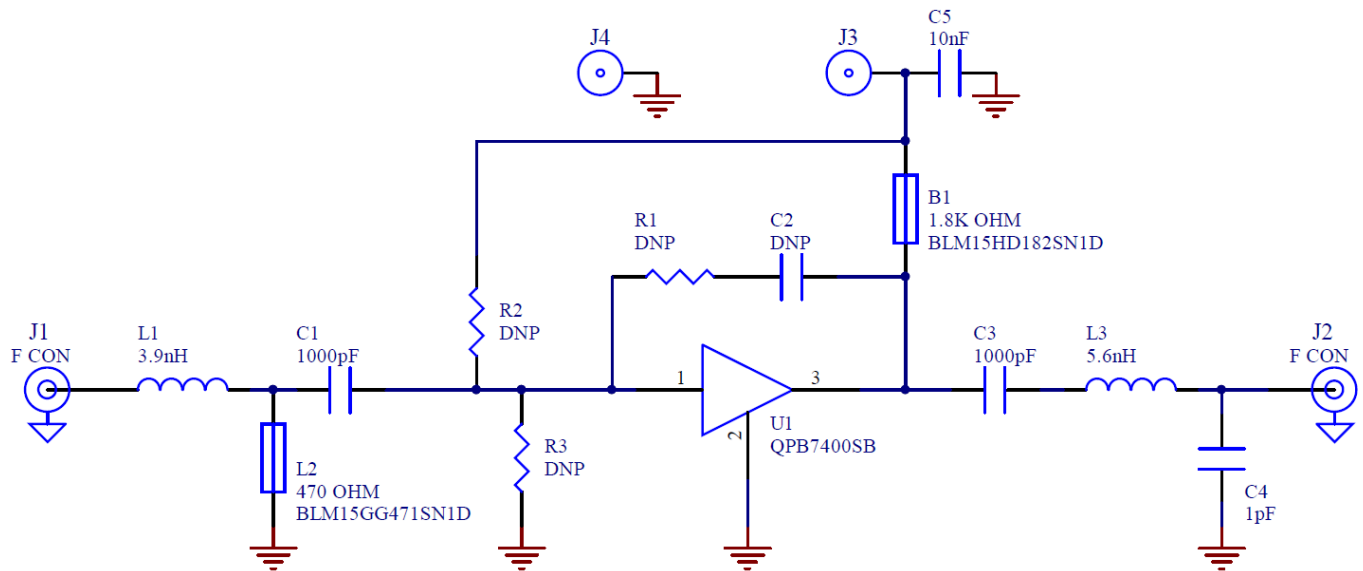 C5
10nF
J4
J3
B1
1.8K OHM
BLM15HD182SN1D
R1
DNP
C2
DNP
R2
DNP
J1
F CON
L1
3.9nH
C1
1000pF
1
3
2
U1
QPB7400SB
C3
1000pF
L3
5.6nH
J2
F CON
R3
DNP
L2
470 OHM
BLM15GG471SN1D
C4
1pF